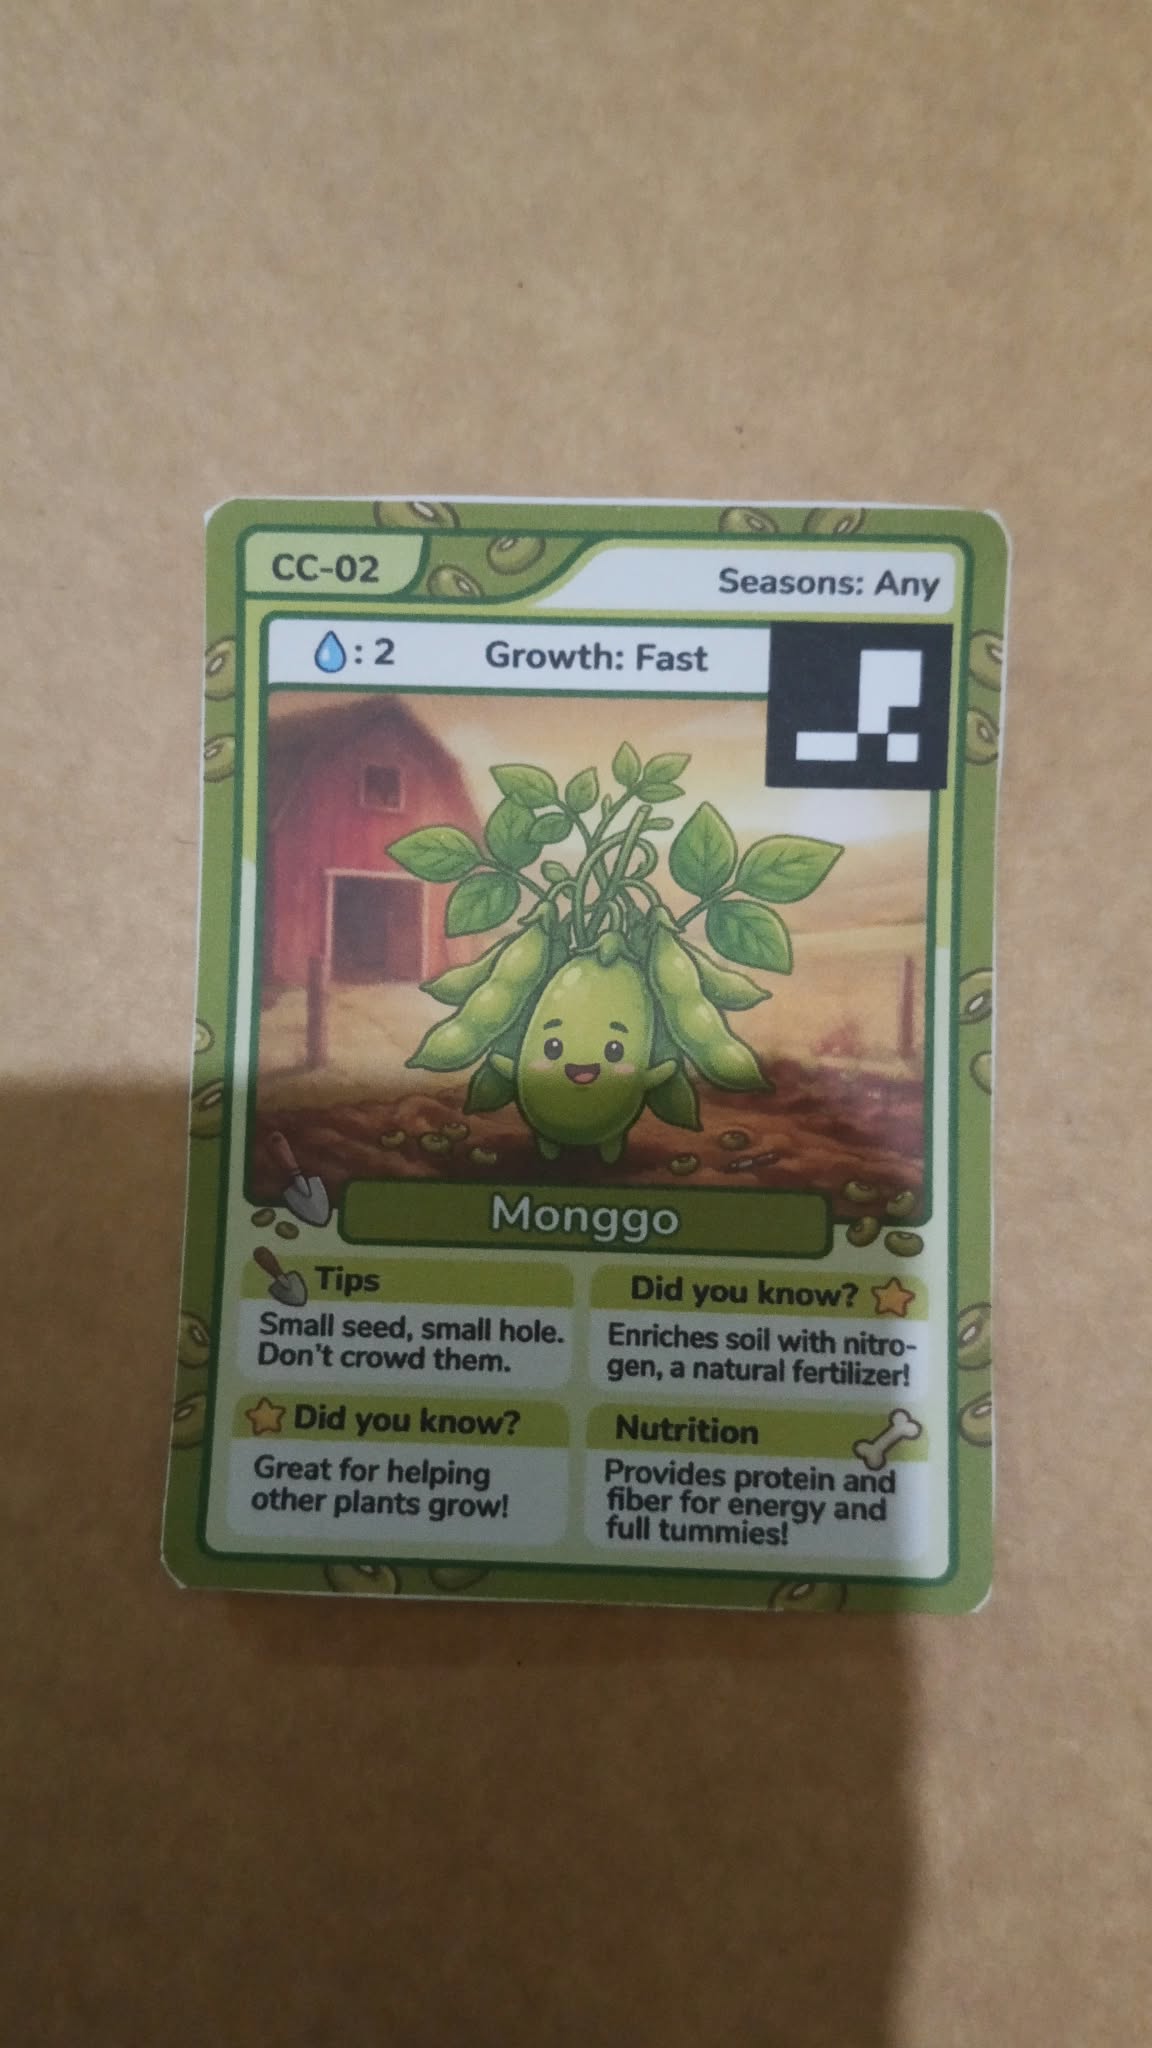 CC-02
Seasons: Any
: 2
Growth: Fast
Monggo
Tips
Small seed, small hole.
Don't crowd them.
Did you know?
Enriches soil with nitro-
gen, a natural fertilizer!
Did you know?
Great for helping
other plants grow!
Nutrition
Provides protein and
fiber for energy and
full tummies!